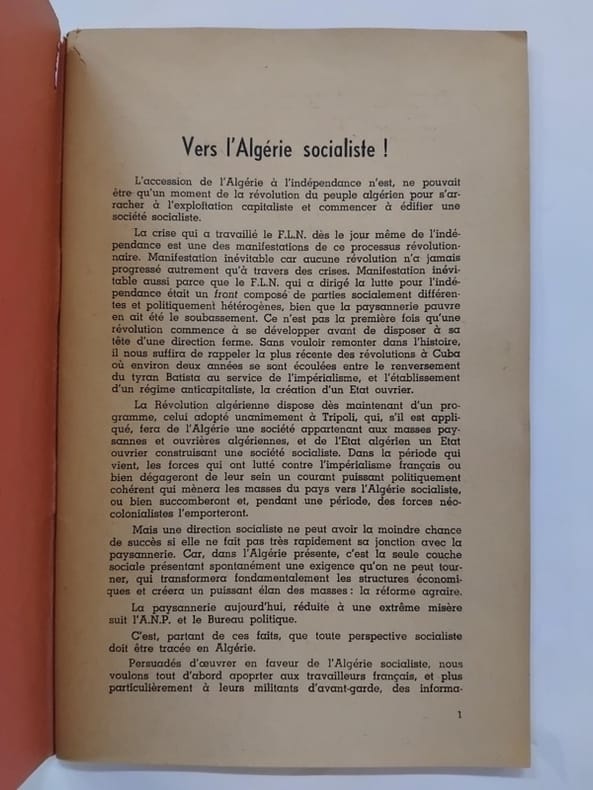 Vers l'Algérie socialiste !
L'accession de l'Algérie à l'indépendance n'est, ne pouvait
être qu'un moment de la révolution du peuple algérien pour s'ar-
racher à l'exploftation capitaliste et commencer à édifier une
société socialiste.
La crise qui a travaillé le F.L.N. dès le jour même de l'indé-
pendance est une des manifestations de ce processus révolution-
naire. Manifestation inévitable car aucune révolution n'a jamais
progressé autrement qu'à travers des crises. Manifestation inévi-
table aussi parce que le F.L.N. qui a dirigé la lutte pour l'indé-
pendance était un front composé de parties socialement différen-
tes et politiquement hétérogènes, bien que la paysannerie pauvre
en ait été le soubassement. Ce n'est pas la première fois qu'une
révolution commence à se développer avant de disposer à sa
tête d'une direction ferme. Sans vouloir remonter dans l'histoire,
il nous suffira de rappeler la plus récente des révolutions à Cuba
où environ deux années se sont écoulées entre le renversement
du tyran Batista au service de l'impérialisme, et l'établissement
d'un régime anticapitaliste, la création d'un Etat ouvrier.
La Révolution algérienne dispose dès maintenant d'un pro-
gramme, celui adopté unanimement à Tripoli, qui, s'il est appli-
qué, fera de l'Algérie une société appartenant aux masses pay-
sannes et ouvrières algériennes, et de l'Etat algérien un Etat
ouvrier construisant une société socialiste. Dans la période qui
vient, les forces qui ont lutté contre l'impérialisme français ou
bien dégageront de leur sein un courant puissant politiquement
cohérent qui mènera les masses du pays vers l'Algérie socialiste,
ou bien succomberont et, pendant une période, des forces néo-
colonialistes l'emporteront.
Mais une direction socialiste ne peut avoir la moindre chance
de succès si elle ne fait pas très rapidement sa jonction avec la
paysannerie. Car, dans l'Algérie présente, c'est la seule couche
sociale présentant spontanément une exigence qu'on ne peut tour-
ner, qui transformera fondamentalement les structures économi-
ques et créera un puissant élan des masses : la réforme agraire.
La paysannerie aujourd'hui, réduite à une extrême misère
suit l'A.N.P. et le Bureau politique.
C'est, partant de ces faits, que toute perspective socialiste
doit être tracée en Algérie.
Persuadés d'œuvrer en faveur de l'Algérie socialiste, nous
voulons tout d'abord apoprter aux travailleurs français, et plus
particulièrement à leurs militants d'avant-garde, des informa-
1